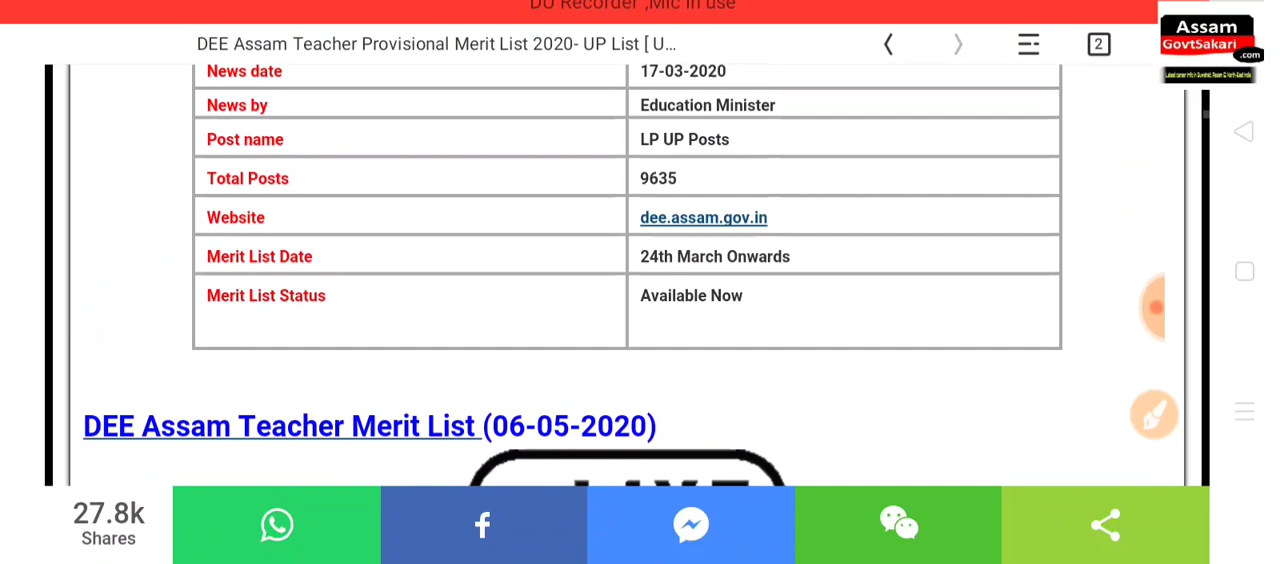 DU Recorder ,Mic in use
DEE Assam Teacher Provisional Merit List 2020- UP List [ U...
2
Assam
GovtSakari
.com
News date 17-03-2020
News by Education Minister
Post name LP UP Posts
Total Posts 9635
Website dee.assam.gov.in
Merit List Date 24th March Onwards
Merit List Status Available Now
DEE Assam Teacher Merit List (06-05-2020)
27.8k
Shares